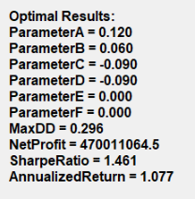 Optimal Results:
ParameterA = 0.120
ParameterB = 0.060
ParameterC = -0.090
ParameterD = -0.090
ParameterE = 0.000
ParameterF = 0.000
MaxDD = 0.296
NetProfit = 470011064.5
SharpeRatio = 1.461
AnnualizedReturn = 1.077